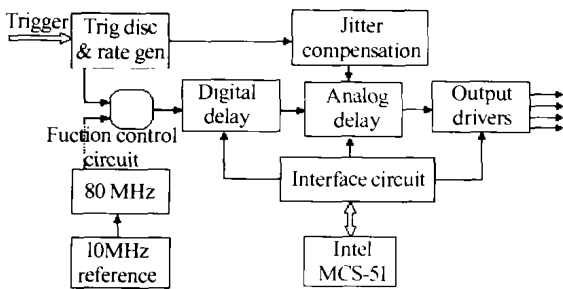 Trigger
Trig disc
& rate gen
Jitter
compensation
Digital
delay
Analog
delay
Output
drivers
Fuction control
circuit
80 MHz
Interface circuit
10MHz
reference
Intel
MCS-51